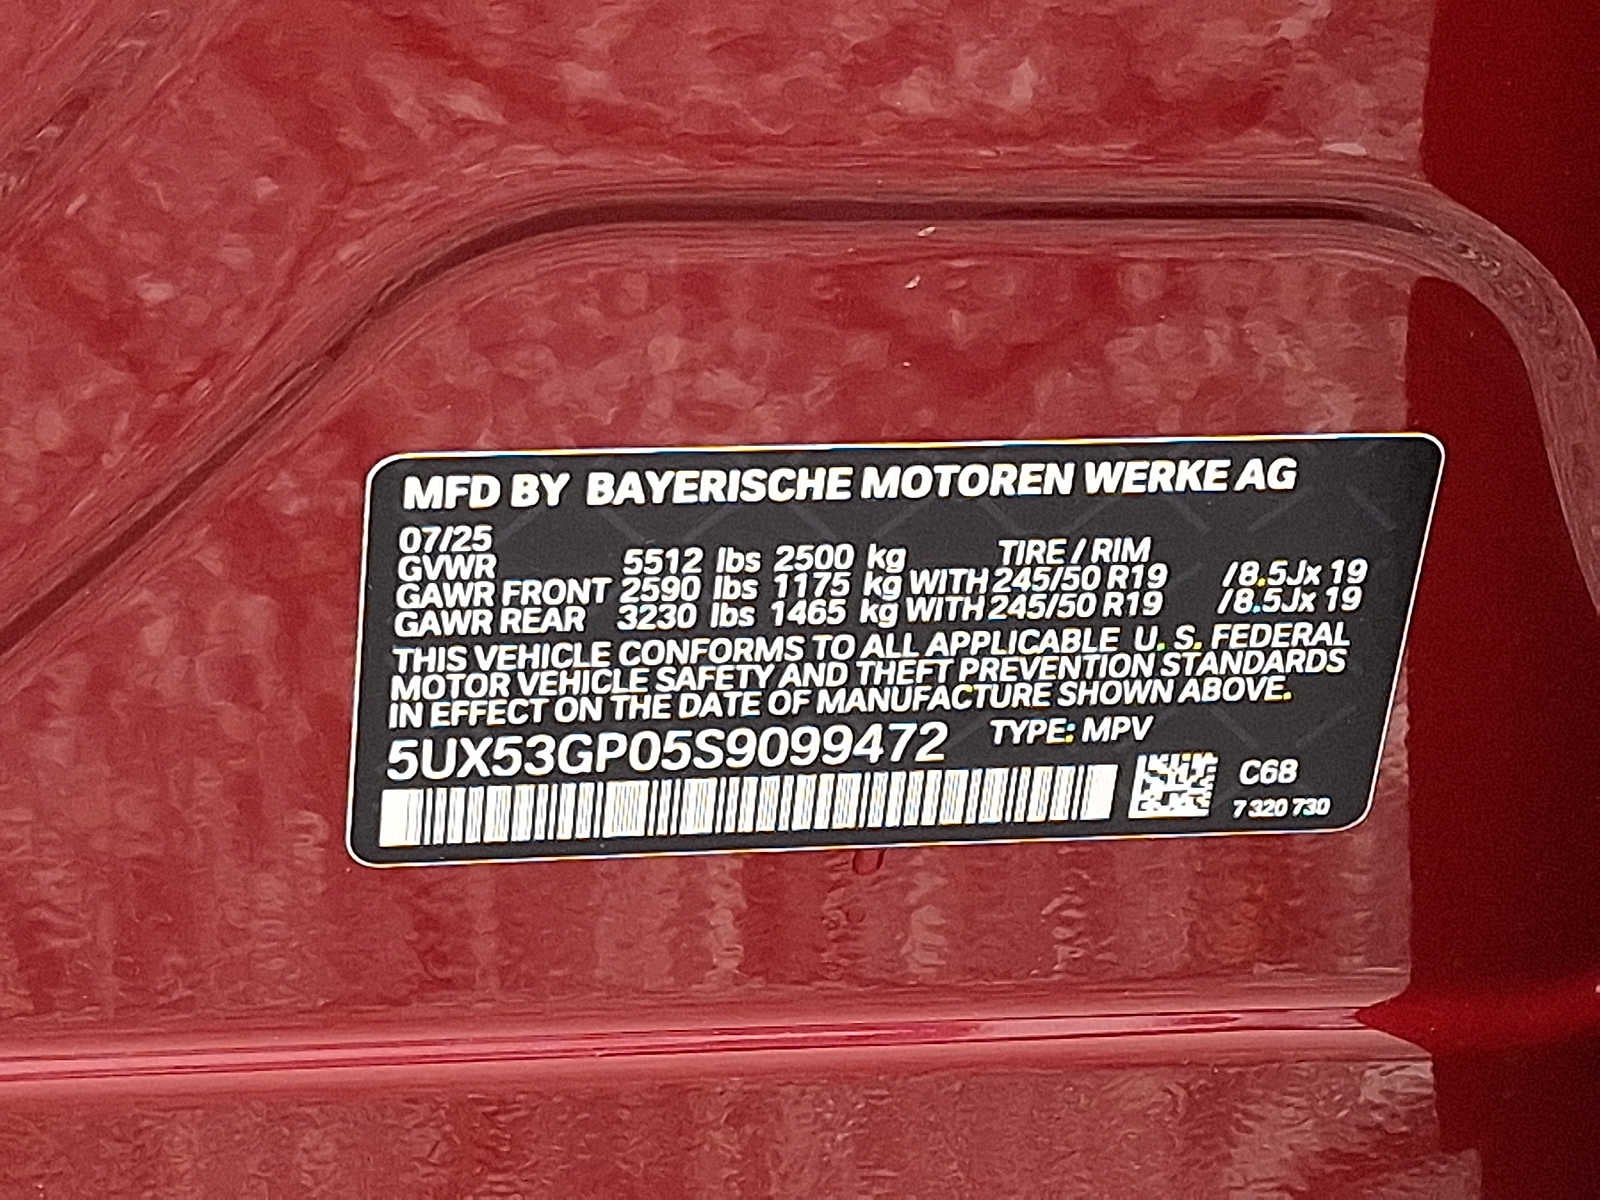 MFD BY BAYERISCHE MOTOREN WERKE AG
07/25
GVWR 5512 lbs 2500 kg TIRE / RIM
GAWR FRONT 2590 lbs 1175 kg WITH 245/50 R19 /8.5Jx 19
GAWR REAR 3230 lbs 1465 kg WITH 245/50 R19 /8.5Jx 19
THIS VEHICLE CONFORMS TO ALL APPLICABLE U. S. FEDERAL
MOTOR VEHICLE SAFETY AND THEFT PREVENTION STANDARDS
IN EFFECT ON THE DATE OF MANUFACTURE SHOWN ABOVE.
5UX53GP05S9099472 TYPE: MPV
C68
7 320 730